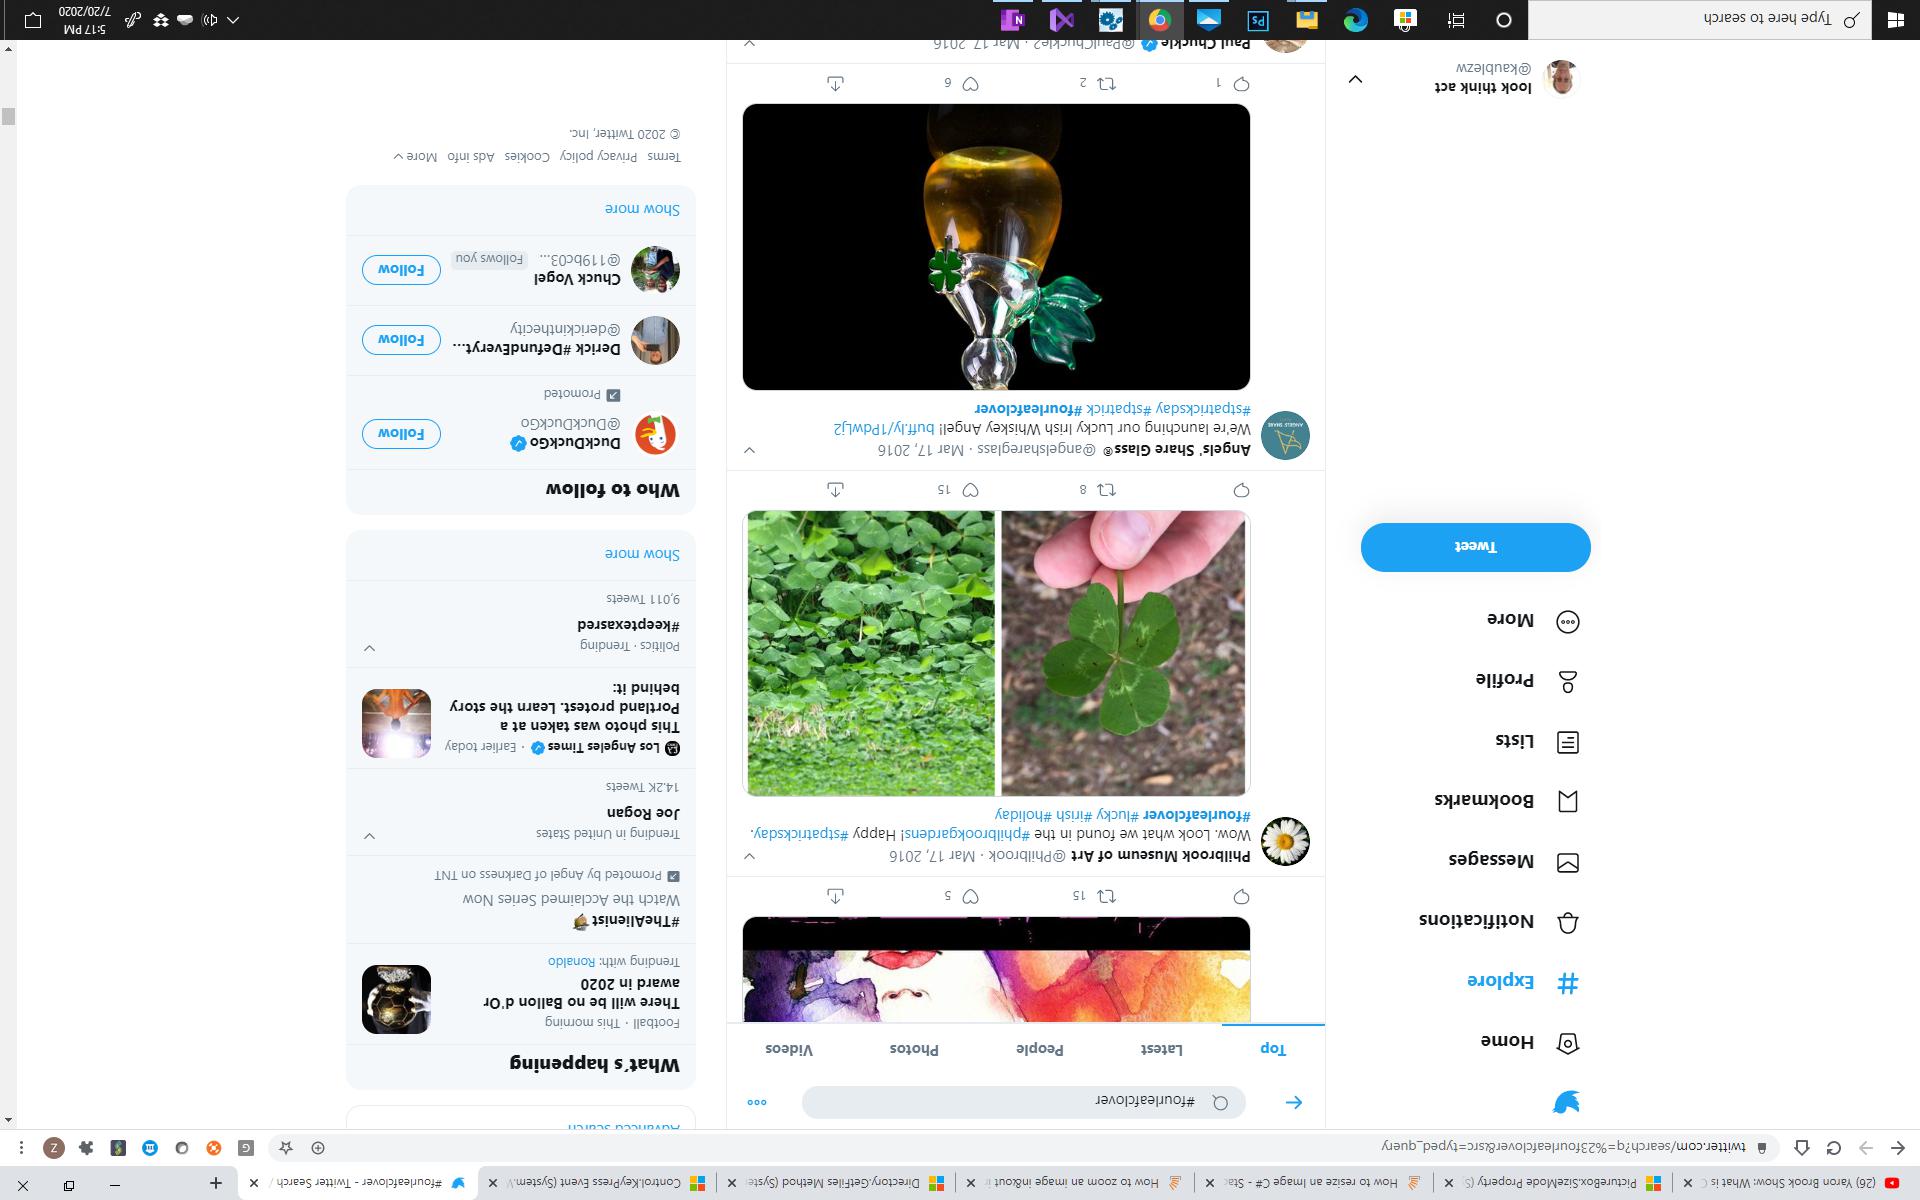 (26) Yaron Brook Show: What is C
PictureBox.SizeMode Property (S
How to resize an image C# - Stac
How to zoom an image in&out ir
Directory.GetFiles Method (Syster
Control.KeyPress Event (System.W
#fourleafclover - Twitter Search /
twitter.com/search?q=%23fourleafclover&src=typed_query
Z
Home
Explore
Notifications
Messages
Bookmarks
Lists
Profile
More
Tweet
look think act
@kaublezw
#fourleafclover
Top
Latest
People
Photos
Videos
15
5
Philbrook Museum of Art @Philbrook · Mar 17, 2016
Wow. Look what we found in the #philbrookgardens! Happy #stpatricksday.
#fourleafclover #lucky #irish #holiday
8
15
Angels' Share Glass® @angelsshareglass · Mar 17, 2016
We're launching our Lucky Irish Whiskey Angel! buff.ly/1PdwLj2
#stpatricksday #stpatrick #fourleafclover
1
2
6
Paul Chuckle @PaulChuckle2 · Mar 17, 2016
Advanced search
What's happening
Football · This morning
There will be no Ballon d'Or
award in 2020
Trending with: Ronaldo
#TheAlienist
Watch the Acclaimed Series Now
Promoted by Angel of Darkness on TNT
Trending in United States
Joe Rogan
14.2K Tweets
Los Angeles Times · Earlier today
This photo was taken at a
Portland protest. Learn the story
behind it:
Politics · Trending
#keeptexasred
9,011 Tweets
Show more
Who to follow
DuckDuckGo
@DuckDuckGo
Follow
Promoted
Derick #DefundEveryt...
@derickinthecity
Follow
Chuck Vogel
@119bc03... Follows you
Follow
Show more
Terms Privacy policy Cookies Ads info More
© 2020 Twitter, Inc.
Type here to search
Ps
N
5:17 PM
7/20/2020